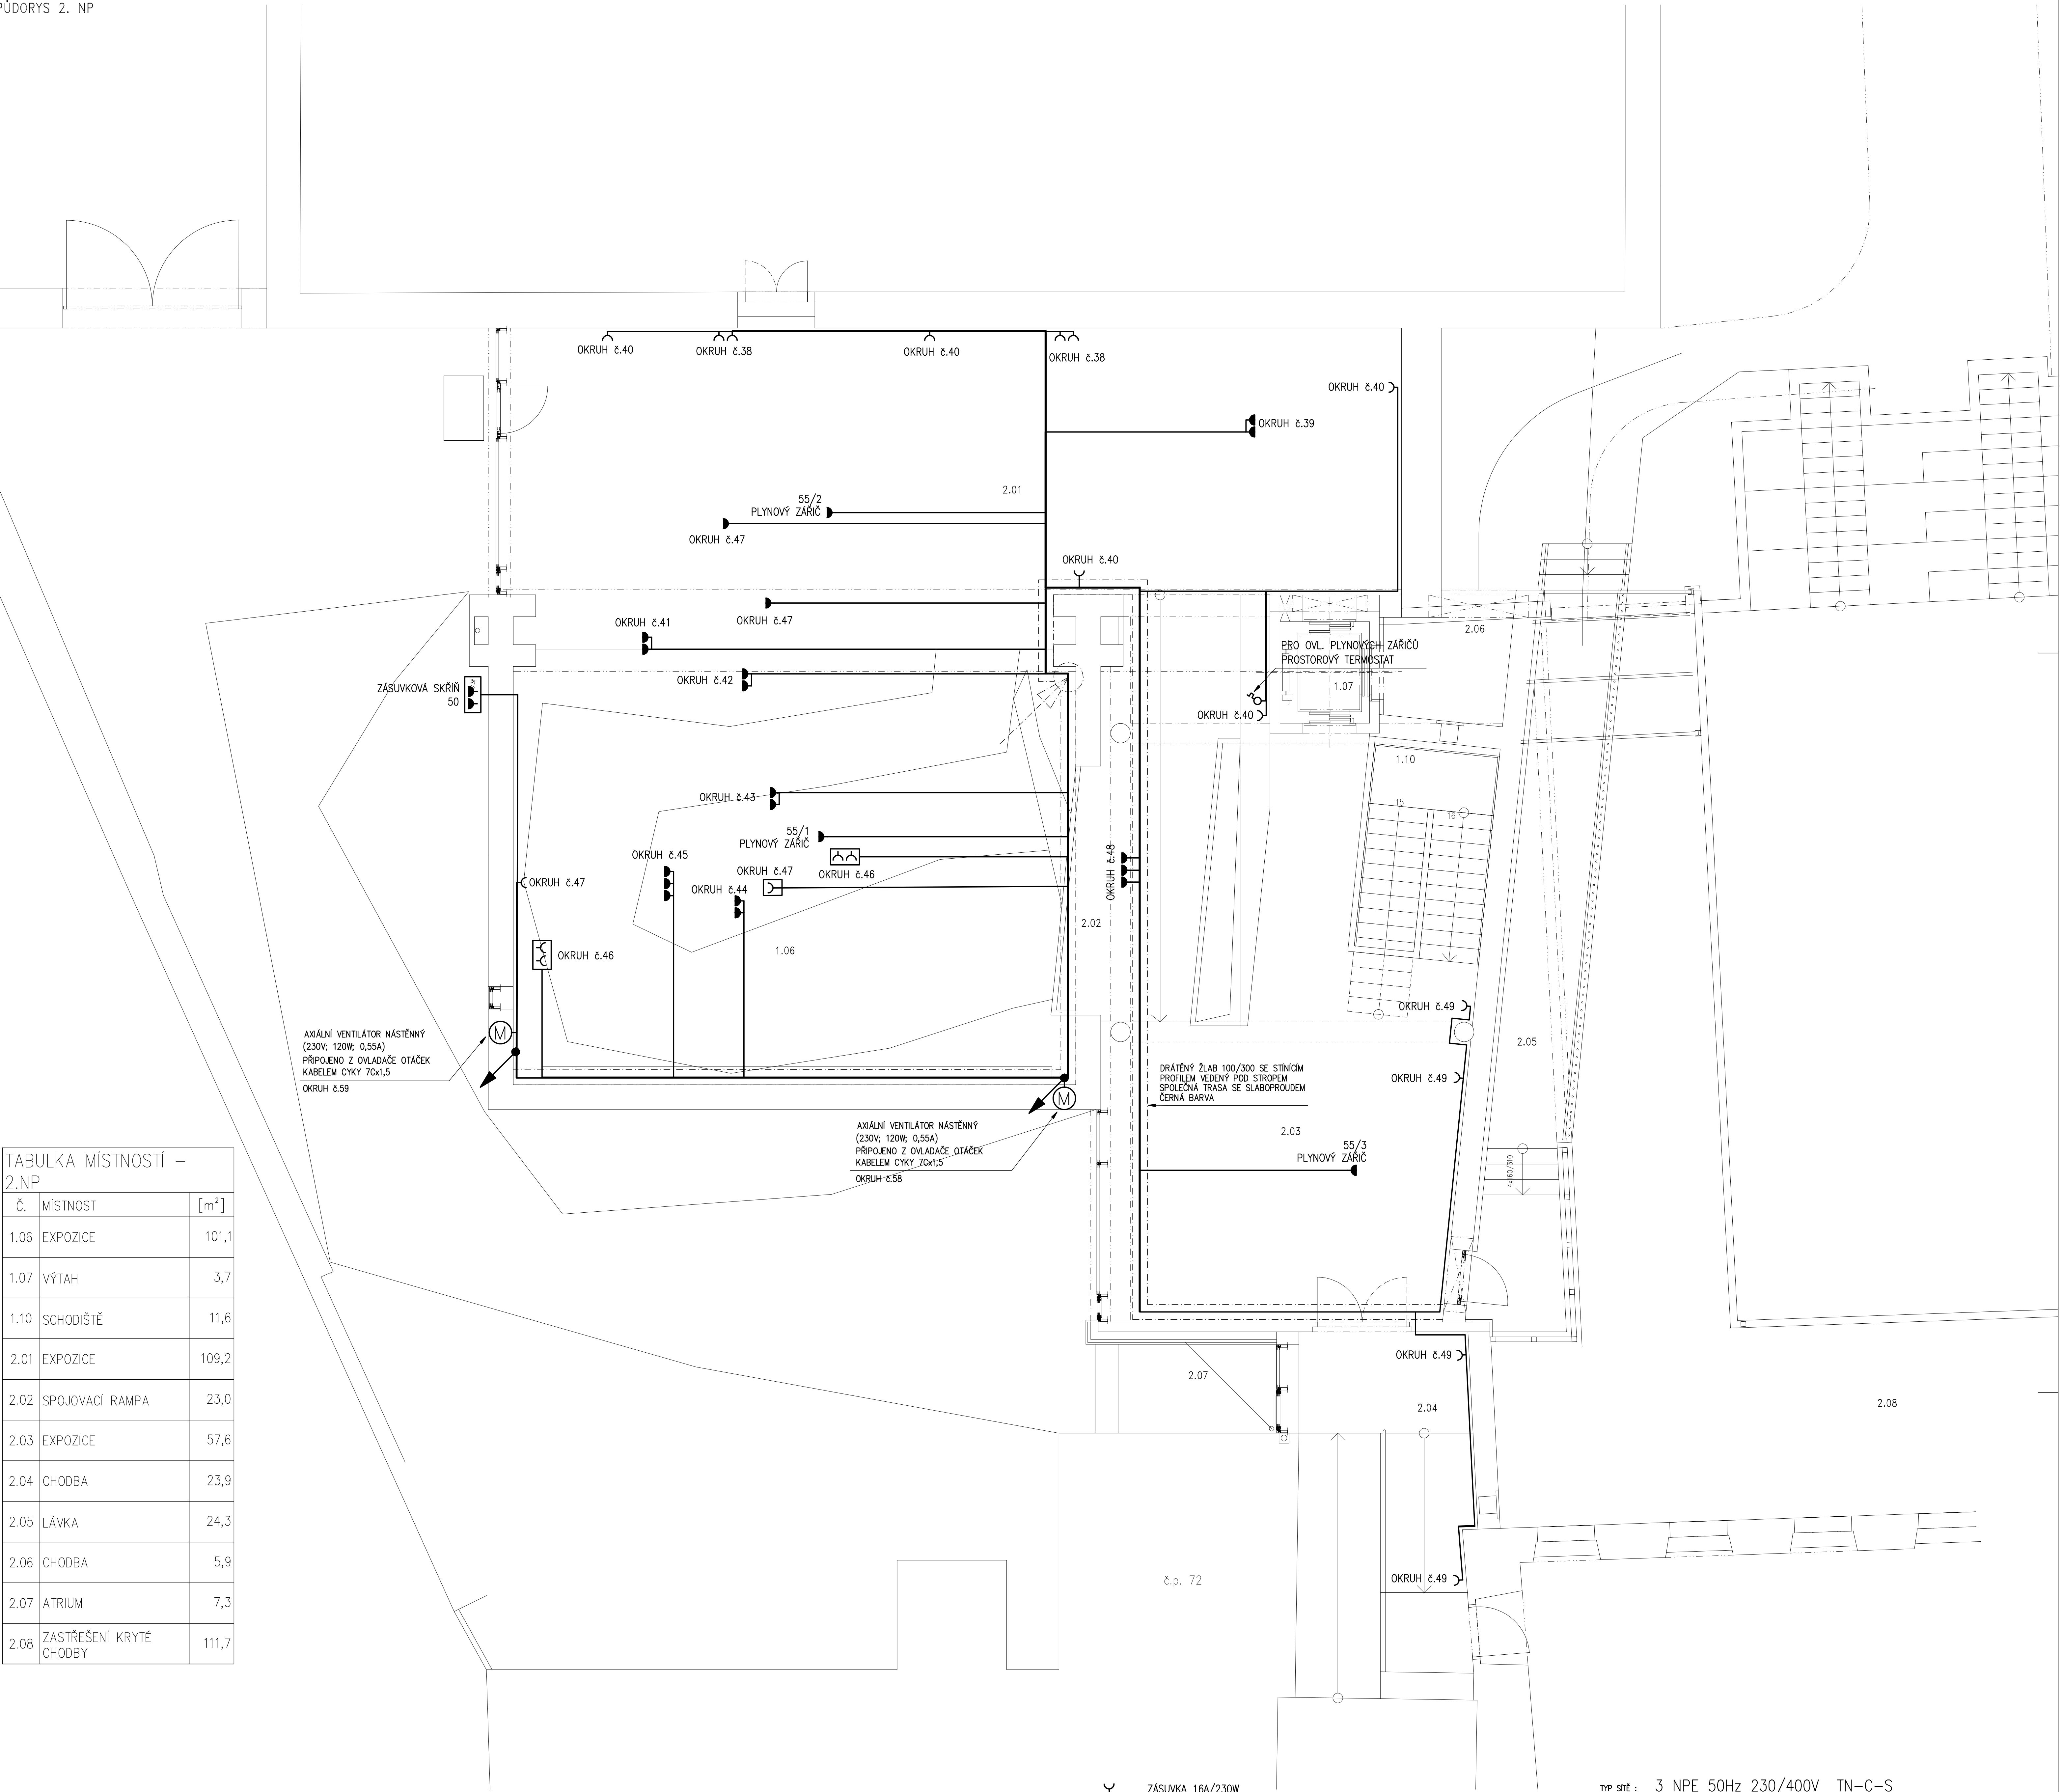 PŮDORYS 2. NP
OKRUH č.40
OKRUH č.38
OKRUH č.40
OKRUH č.38
OKRUH č.40
OKRUH č.39
2.01
55/2
PLYNOVÝ ZÁŘIČ
OKRUH č.47
OKRUH č.40
OKRUH č.47
OKRUH č.41
2.06
PRO OVL. PLYNOVÝCH ZÁŘIČŮ
PROSTOROVÝ TERMOSTAT
OKRUH č.42
ZÁSUVKOVÁ SKŘÍŇ
50
1.07
OKRUH č.40
1.10
OKRUH č.43
15
16
55/1
PLYNOVÝ ZÁŘIČ
OKRUH č.45
OKRUH č.47
OKRUH č.46
OKRUH č.48
OKRUH č.47
OKRUH č.44
2.02
1.06
OKRUH č.46
OKRUH č.49
AXIÁLNÍ VENTILÁTOR NÁSTĚNNÝ
(230V; 120W; 0,55A)
PŘIPOJENO Z OVLADAČE OTÁČEK
KABELEM CYKY 7Cx1,5
OKRUH č.59
M
2.05
DRÁTĚNÝ ŽLAB 100/300 SE STÍNÍCÍM
PROFILEM VEDENÝ POD STROPEM
SPOLEČNÁ TRASA SE SLABOPROUDEM
ČERNÁ BARVA
OKRUH č.49
M
AXIÁLNÍ VENTILÁTOR NÁSTĚNNÝ
(230V; 120W; 0,55A)
PŘIPOJENO Z OVLADAČE OTÁČEK
KABELEM CYKY 7Cx1,5
OKRUH č.58
2.03
55/3
PLYNOVÝ ZÁŘIČ
4x160/310
TABULKA MÍSTNOSTÍ –
2.NP
Č. MÍSTNOST [m²]
1.06 EXPOZICE 101,1
1.07 VÝTAH 3,7
1.10 SCHODIŠTĚ 11,6
2.01 EXPOZICE 109,2
2.02 SPOJOVACÍ RAMPA 23,0
2.03 EXPOZICE 57,6
2.04 CHODBA 23,9
2.05 LÁVKA 24,3
2.06 CHODBA 5,9
2.07 ATRIUM 7,3
2.08 ZASTŘEŠENÍ KRYTÉ
CHODBY 111,7
OKRUH č.49
2.07
2.04
2.08
č.p. 72
OKRUH č.49
ZÁSUVKA 16A/230W
TYP SÍTĚ : 3 NPE 50Hz 230/400V TN-C-S